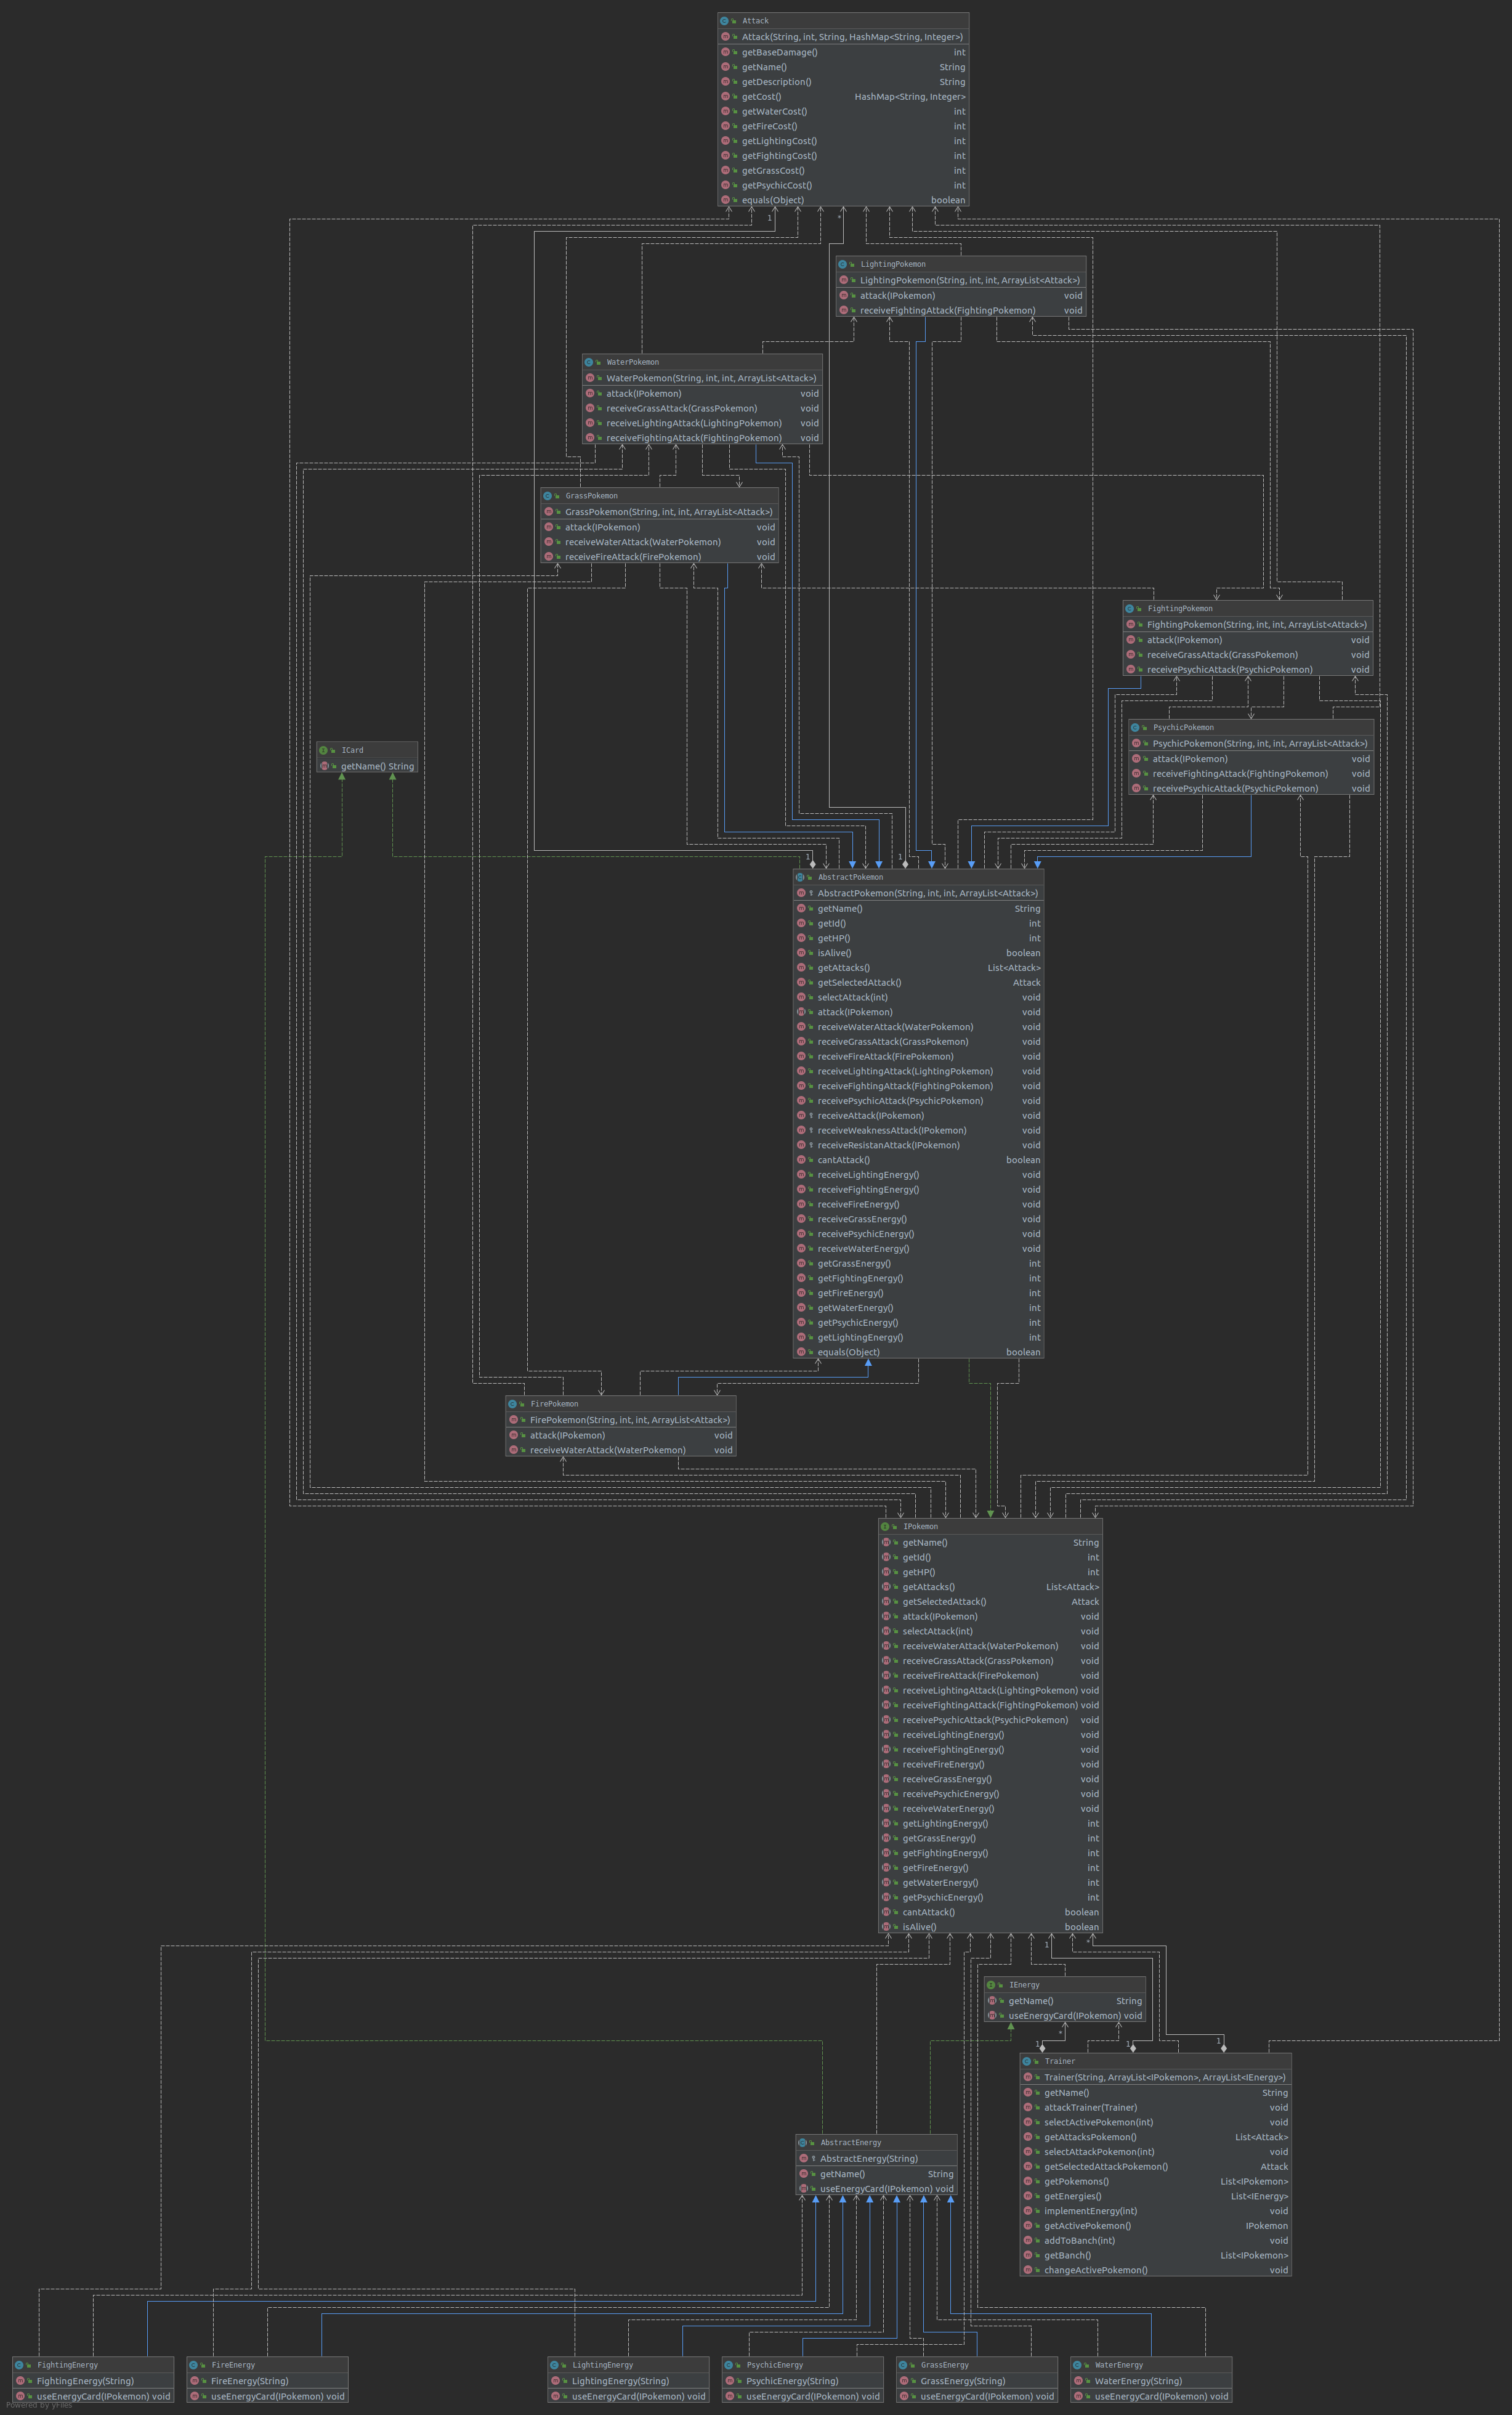 Attack
Attack(String, int, String, HashMap<String, Integer>)
getBaseDamage() int
getName() String
getDescription() String
getCost() HashMap<String, Integer>
getWaterCost() int
getFireCost() int
getLightingCost() int
getFightingCost() int
getGrassCost() int
getPsychicCost() int
equals(Object) boolean
1 *
LightingPokemon
LightingPokemon(String, int, int, ArrayList<Attack>)
attack(IPokemon) void
receiveFightingAttack(FightingPokemon) void
WaterPokemon
WaterPokemon(String, int, int, ArrayList<Attack>)
attack(IPokemon) void
receiveGrassAttack(GrassPokemon) void
receiveLightingAttack(LightingPokemon) void
receiveFightingAttack(FightingPokemon) void
GrassPokemon
GrassPokemon(String, int, int, ArrayList<Attack>)
attack(IPokemon) void
receiveWaterAttack(WaterPokemon) void
receiveFireAttack(FirePokemon) void
FightingPokemon
FightingPokemon(String, int, int, ArrayList<Attack>)
attack(IPokemon) void
receiveGrassAttack(GrassPokemon) void
receivePsychicAttack(PsychicPokemon) void
PsychicPokemon
PsychicPokemon(String, int, int, ArrayList<Attack>)
attack(IPokemon) void
receiveFightingAttack(FightingPokemon) void
receivePsychicAttack(PsychicPokemon) void
ICard
getName() String
1 1
AbstractPokemon
AbstractPokemon(String, int, int, ArrayList<Attack>)
getName() String
getId() int
getHP() int
isAlive() boolean
getAttacks() List<Attack>
getSelectedAttack() Attack
selectAttack(int) void
attack(IPokemon) void
receiveWaterAttack(WaterPokemon) void
receiveGrassAttack(GrassPokemon) void
receiveFireAttack(FirePokemon) void
receiveLightingAttack(LightingPokemon) void
receiveFightingAttack(FightingPokemon) void
receivePsychicAttack(PsychicPokemon) void
receiveAttack(IPokemon) void
receiveWeaknessAttack(IPokemon) void
receiveResistanAttack(IPokemon) void
cantAttack() boolean
receiveLightingEnergy() void
receiveFightingEnergy() void
receiveFireEnergy() void
receiveGrassEnergy() void
receivePsychicEnergy() void
receiveWaterEnergy() void
getGrassEnergy() int
getFightingEnergy() int
getFireEnergy() int
getWaterEnergy() int
getPsychicEnergy() int
getLightingEnergy() int
equals(Object) boolean
FirePokemon
FirePokemon(String, int, int, ArrayList<Attack>)
attack(IPokemon) void
receiveWaterAttack(WaterPokemon) void
IPokemon
getName() String
getId() int
getHP() int
getAttacks() List<Attack>
getSelectedAttack() Attack
attack(IPokemon) void
selectAttack(int) void
receiveWaterAttack(WaterPokemon) void
receiveGrassAttack(GrassPokemon) void
receiveFireAttack(FirePokemon) void
receiveLightingAttack(LightingPokemon) void
receiveFightingAttack(FightingPokemon) void
receivePsychicAttack(PsychicPokemon) void
receiveLightingEnergy() void
receiveFightingEnergy() void
receiveFireEnergy() void
receiveGrassEnergy() void
receivePsychicEnergy() void
receiveWaterEnergy() void
getLightingEnergy() int
getGrassEnergy() int
getFightingEnergy() int
getFireEnergy() int
getWaterEnergy() int
getPsychicEnergy() int
cantAttack() boolean
isAlive() boolean
1 *
IEnergy
getName() String
useEnergyCard(IPokemon) void
*
1 1 1
Trainer
Trainer(String, ArrayList<IPokemon>, ArrayList<IEnergy>)
getName() String
attackTrainer(Trainer) void
selectActivePokemon(int) void
getAttacksPokemon() List<Attack>
selectAttackPokemon(int) void
getSelectedAttackPokemon() Attack
getPokemons() List<IPokemon>
getEnergies() List<IEnergy>
implementEnergy(int) void
getActivePokemon() IPokemon
addToBanch(int) void
getBanch() List<IPokemon>
changeActivePokemon() void
AbstractEnergy
AbstractEnergy(String)
getName() String
useEnergyCard(IPokemon) void
FightingEnergy
FightingEnergy(String)
useEnergyCard(IPokemon) void
FireEnergy
FireEnergy(String)
useEnergyCard(IPokemon) void
LightingEnergy
LightingEnergy(String)
useEnergyCard(IPokemon) void
PsychicEnergy
PsychicEnergy(String)
useEnergyCard(IPokemon) void
GrassEnergy
GrassEnergy(String)
useEnergyCard(IPokemon) void
WaterEnergy
WaterEnergy(String)
useEnergyCard(IPokemon) void
Powered by yFiles